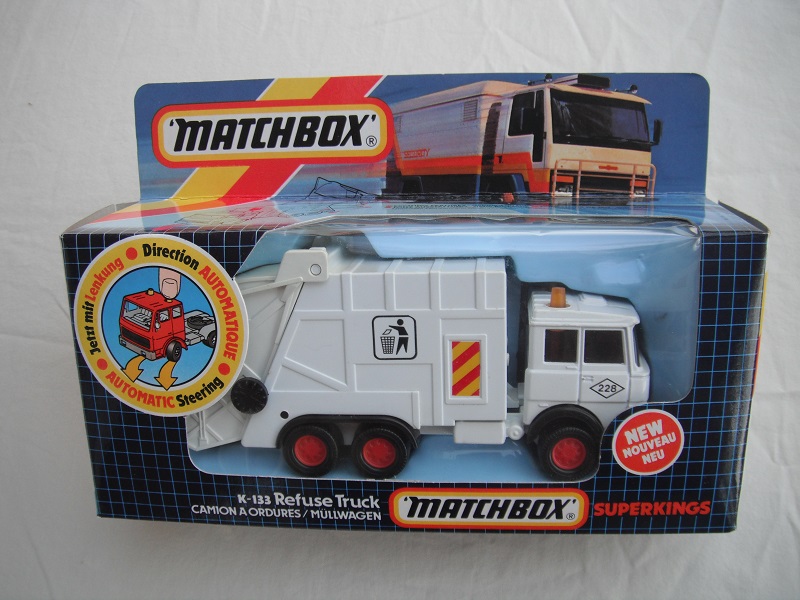 'MATCHBOX'®
SECURITY
Jetzt mit Lenkung • Direction AUTOMATIQUE •
• AUTOMATIC Steering
228
NEW
NOUVEAU
NEU
K-133 Refuse Truck
CAMION A ORDURES/MÜLLWAGEN
'MATCHBOX'®
SUPERKINGS